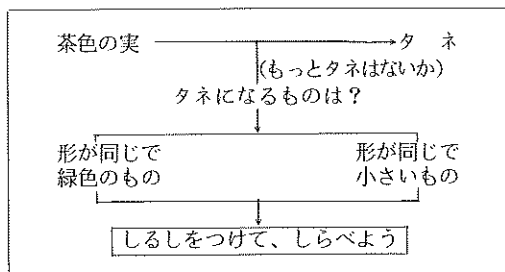 茶色の実 タネ
(もっとタネはないか)
タネになるものは？
形が同じで 形が同じで
緑色のもの 小さいもの
しるしをつけて、しらべよう